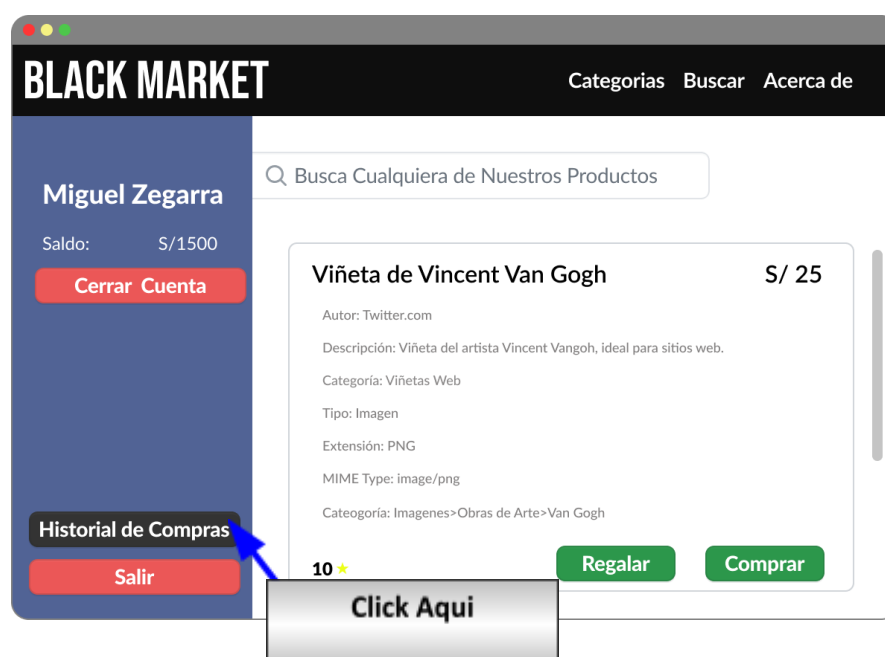 BLACK MARKET
Categorias Buscar Acerca de
Miguel Zegarra
Saldo: S/1500
Cerrar Cuenta
Historial de Compras
Salir
Busca Cualquiera de Nuestros Productos
Viñeta de Vincent Van Gogh S/ 25
Autor: Twitter.com
Descripción: Viñeta del artista Vincent Vangoh, ideal para sitios web.
Categoría: Viñetas Web
Tipo: Imagen
Extensión: PNG
MIME Type: image/png
Cateogoría: Imagenes>Obras de Arte>Van Gogh
10 Regalar Comprar
Click Aqui